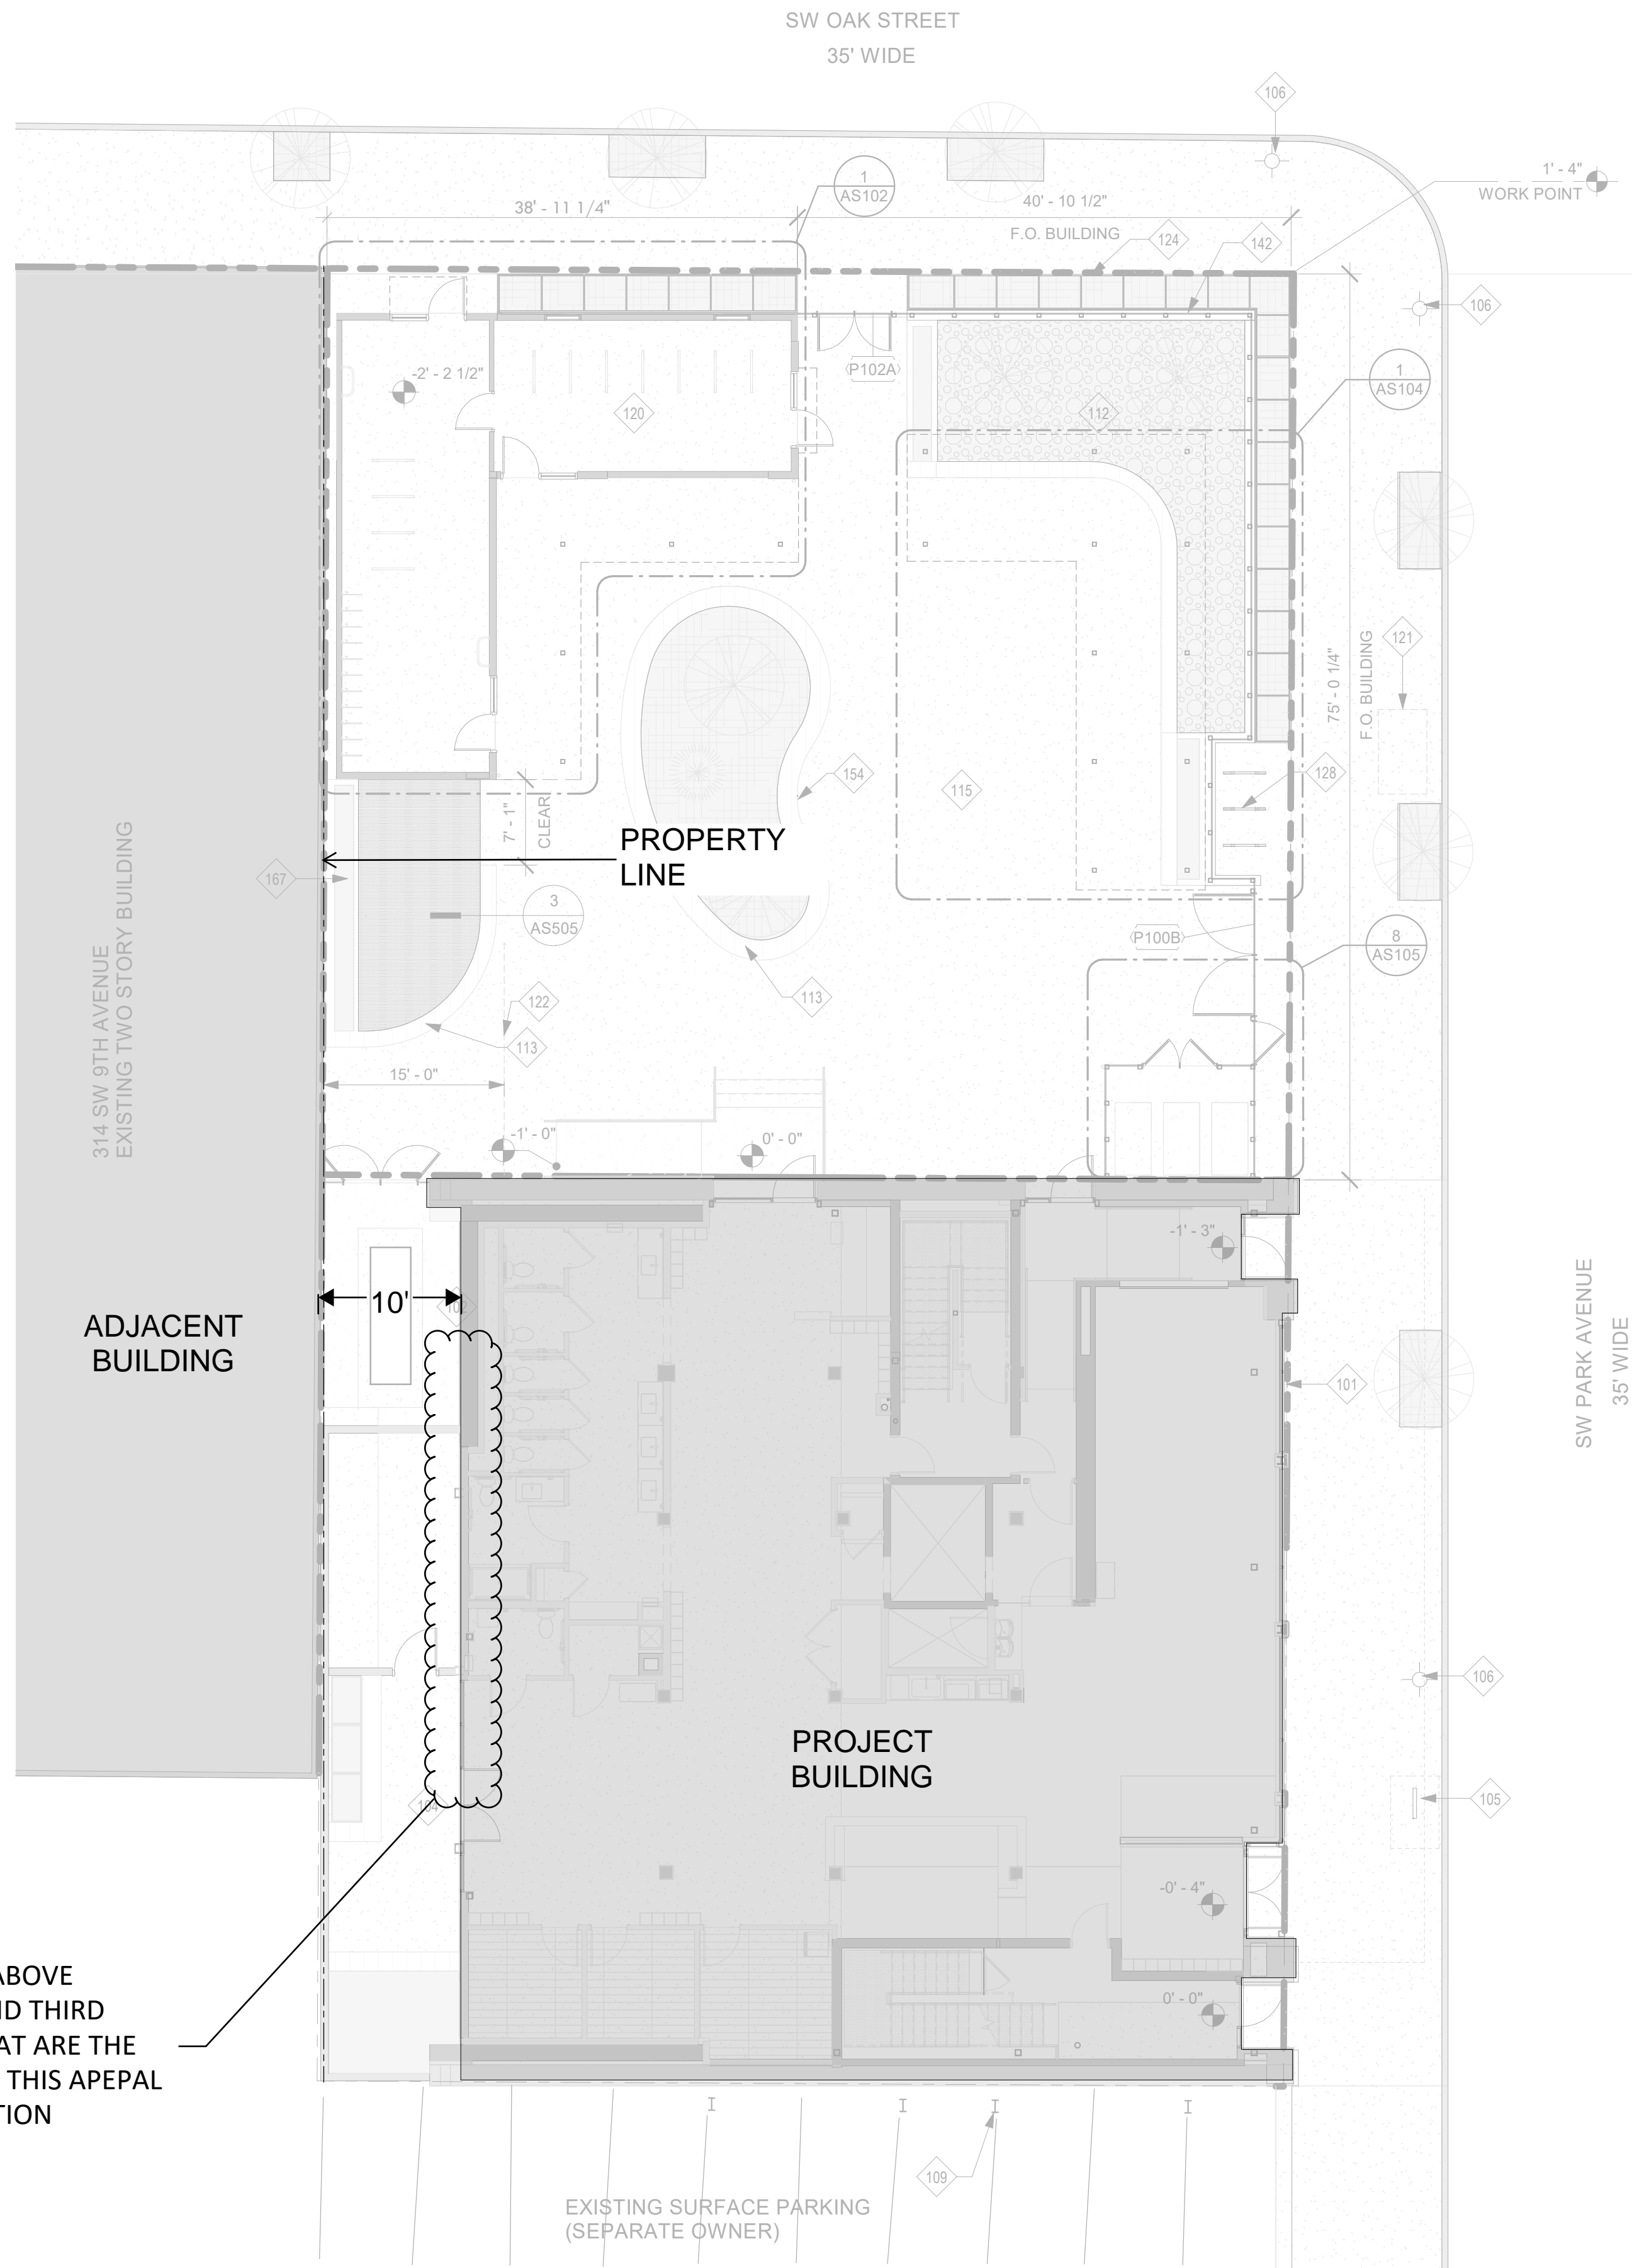 SW OAK STREET
35' WIDE
106
1
AS102
1' - 4"
WORK POINT
38' - 11 1/4"
40' - 10 1/2"
F.O. BUILDING
124
142
106
-2' - 2 1/2"
P102A
1
AS104
120
112
75' - 0 1/4"
F.O. BUILDING
121
154
115
128
7' - 1"
CLEAR
PROPERTY
LINE
167
3
AS505
P100B
8
AS105
314 SW 9TH AVENUE
EXISTING TWO STORY BUILDING
122
113
113
15' - 0"
-1' - 0"
0' - 0"
-1' - 3"
10'
ADJACENT
BUILDING
101
SW PARK AVENUE
35' WIDE
106
PROJECT
BUILDING
105
104
-0' - 4"
0' - 0"
ABOVE
ND THIRD
AT ARE THE
THIS APEPAL
TION
109
EXISTING SURFACE PARKING
(SEPARATE OWNER)